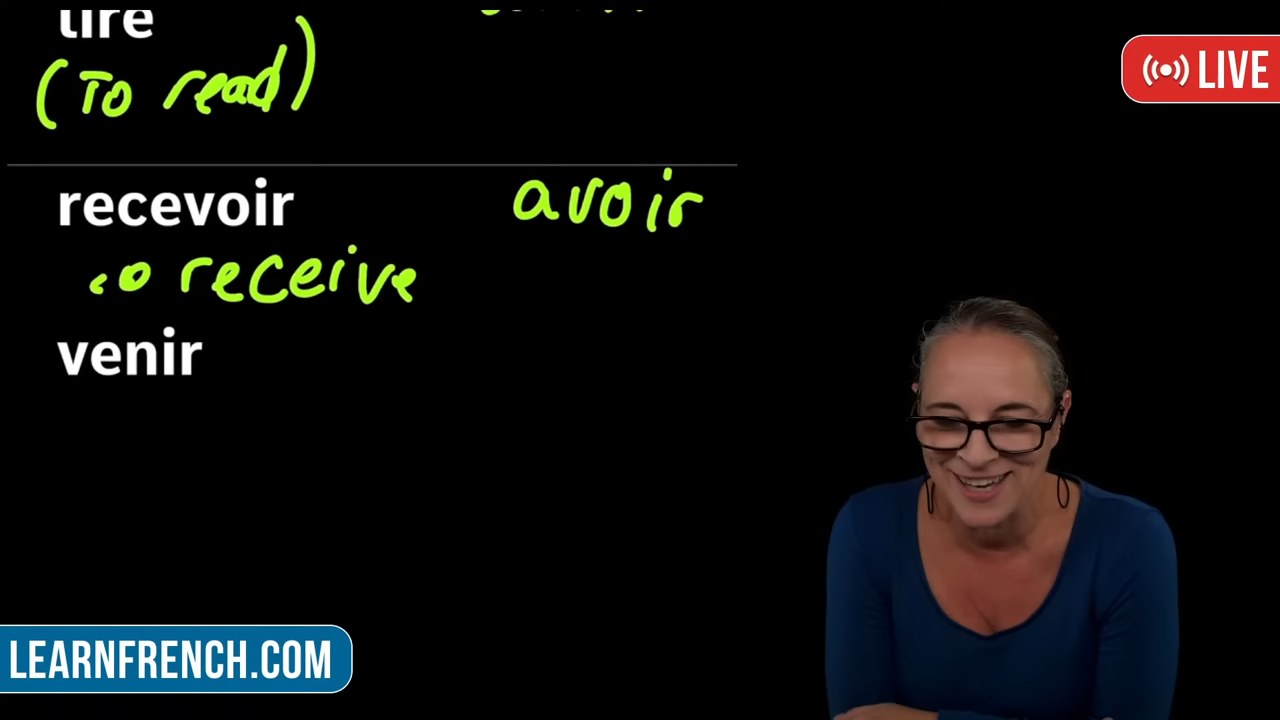 lire
(To read)
LIVE
recevoir avoir
to receive
venir
LEARNFRENCH.COM